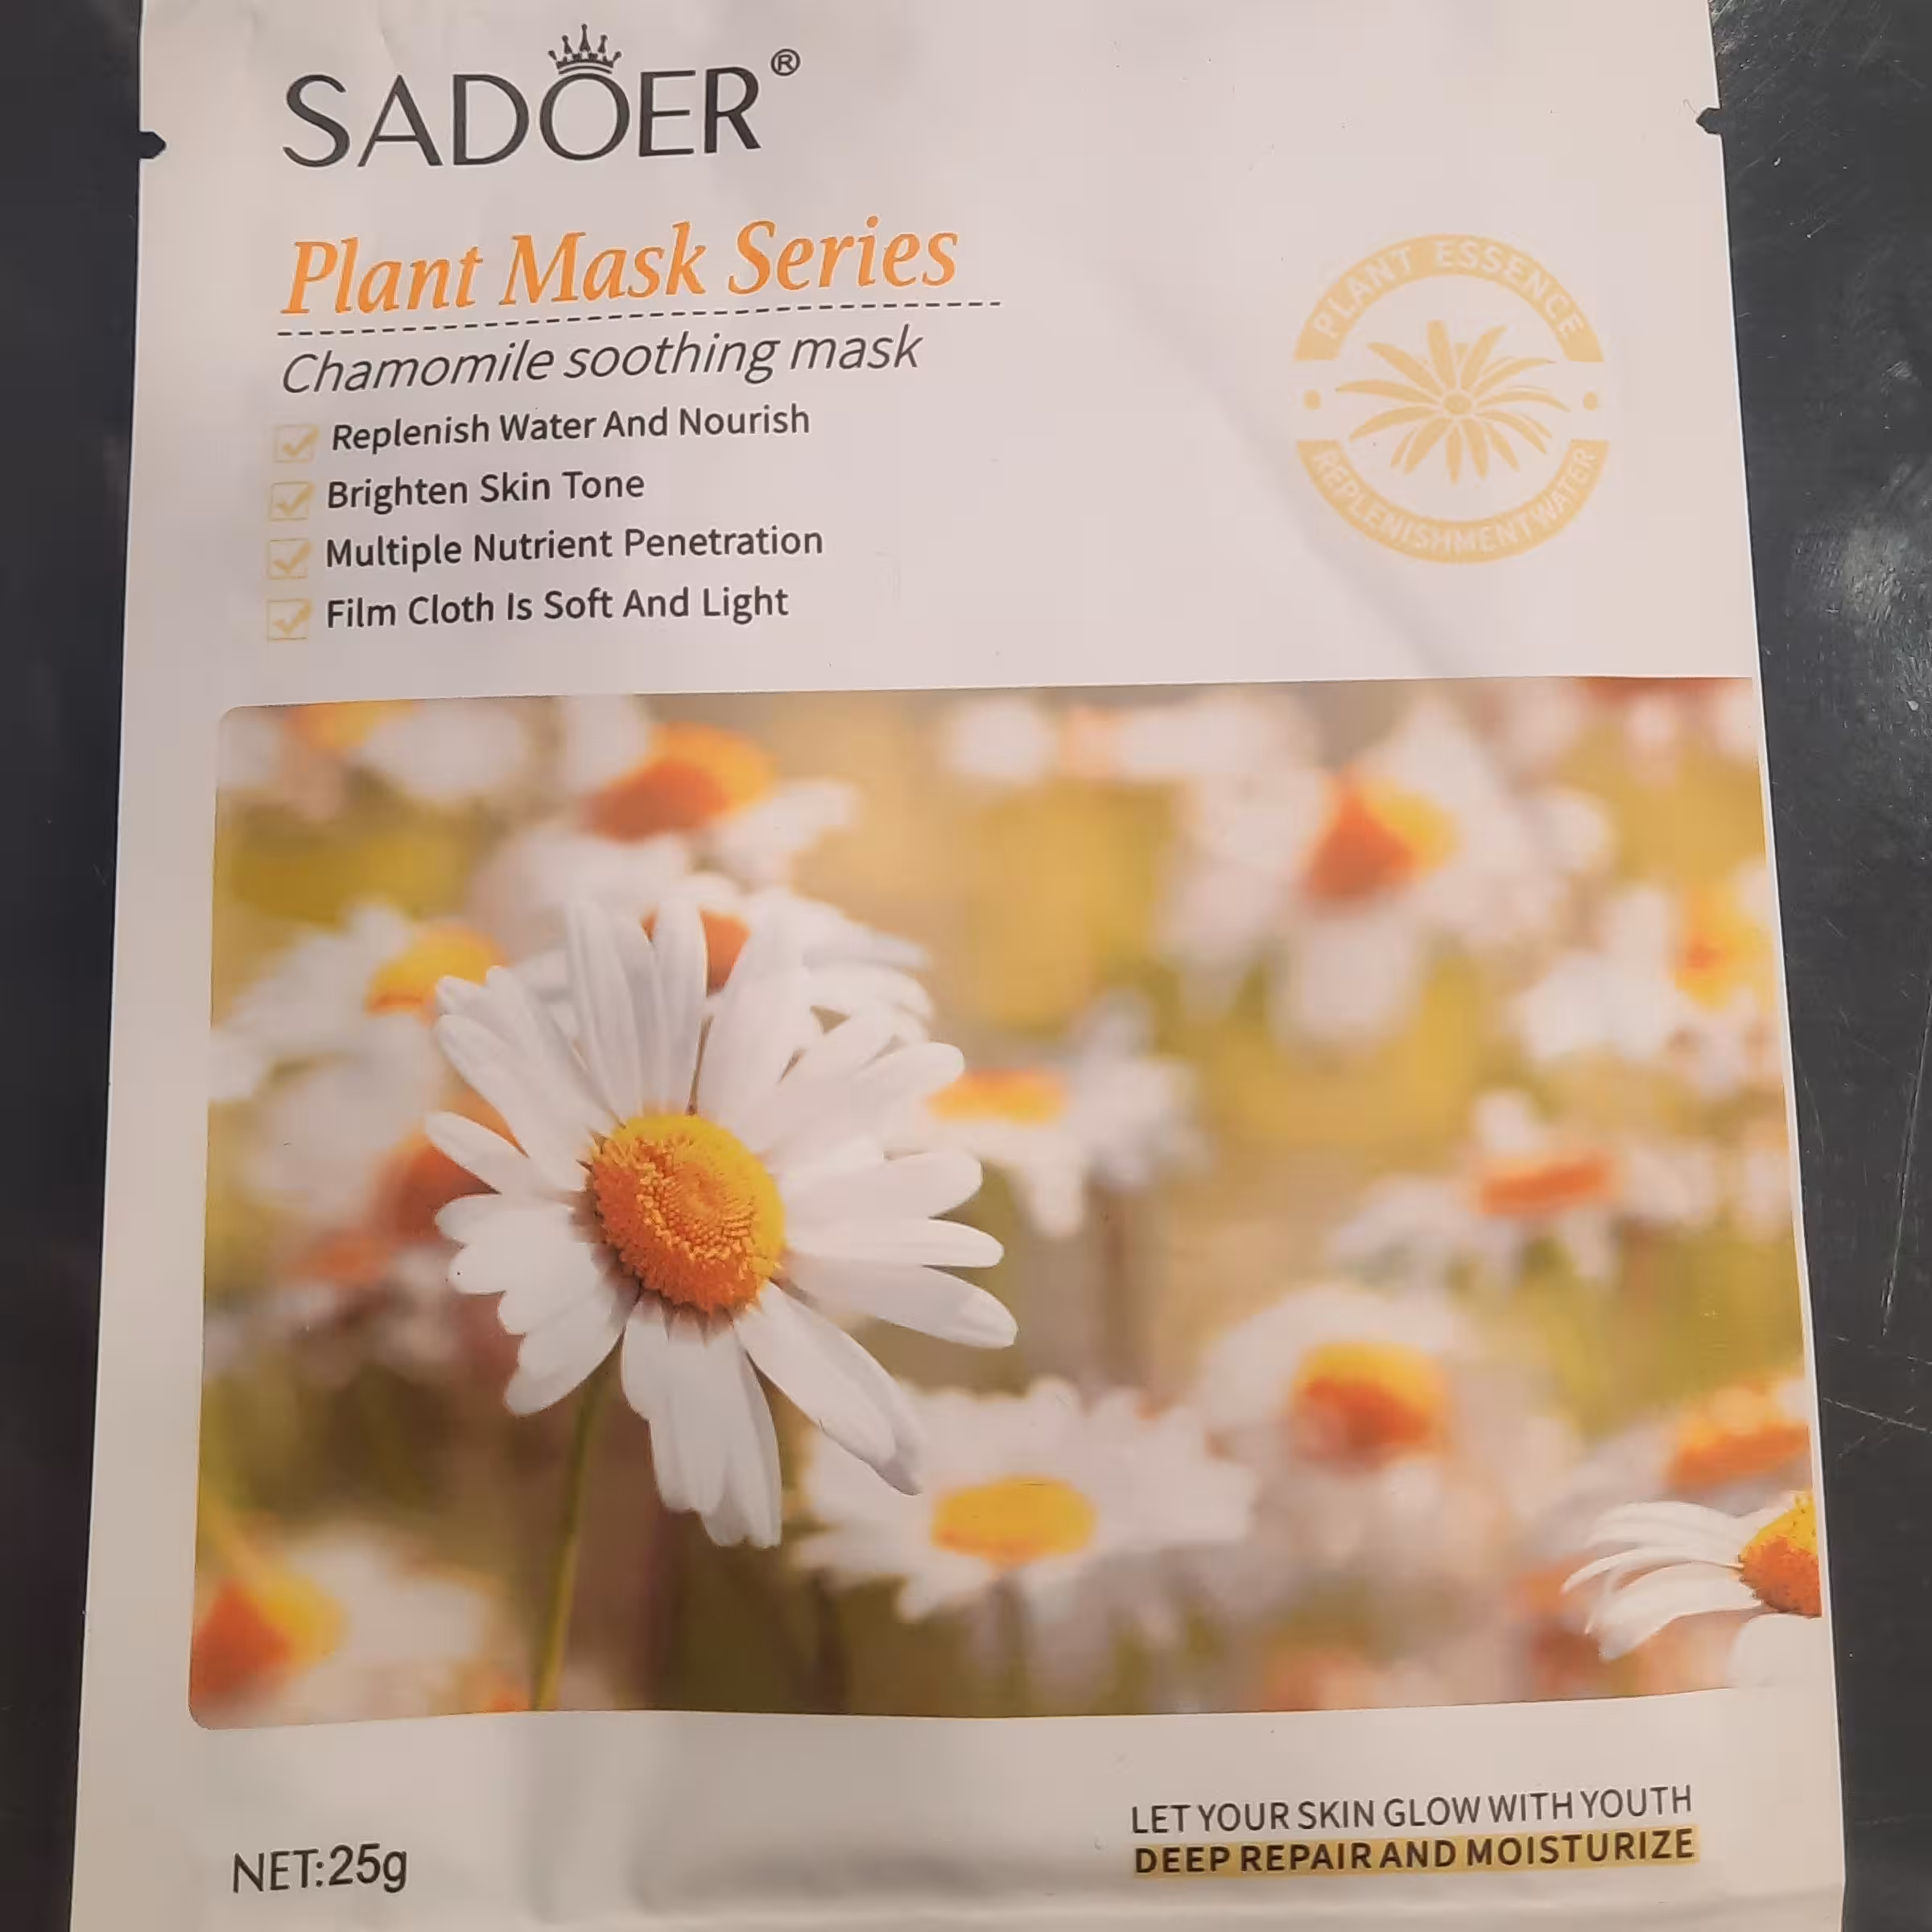 SADOER®
Plant Mask Series
Chamomile soothing mask
Replenish Water And Nourish
Brighten Skin Tone
Multiple Nutrient Penetration
Film Cloth Is Soft And Light
PLANT ESSENCE
REPLENISHMENTWATER
NET:25g
LET YOUR SKIN GLOW WITH YOUTH
DEEP REPAIR AND MOISTURIZE